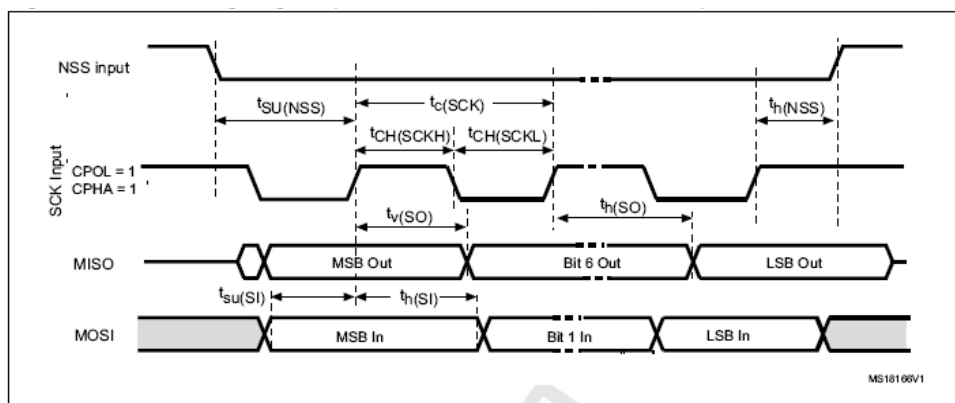 NSS input
tSU(NSS)
tc(SCK)
th(NSS)
tCH(SCKH)
tCH(SCKL)
SCK Input
CPOL = 1
CPHA = 1
tv(SO)
th(SO)
MISO
MSB Out
Bit 6 Out
LSB Out
tsu(SI)
th(SI)
MOSI
MSB In
Bit 1 In
LSB In
MS18166V1